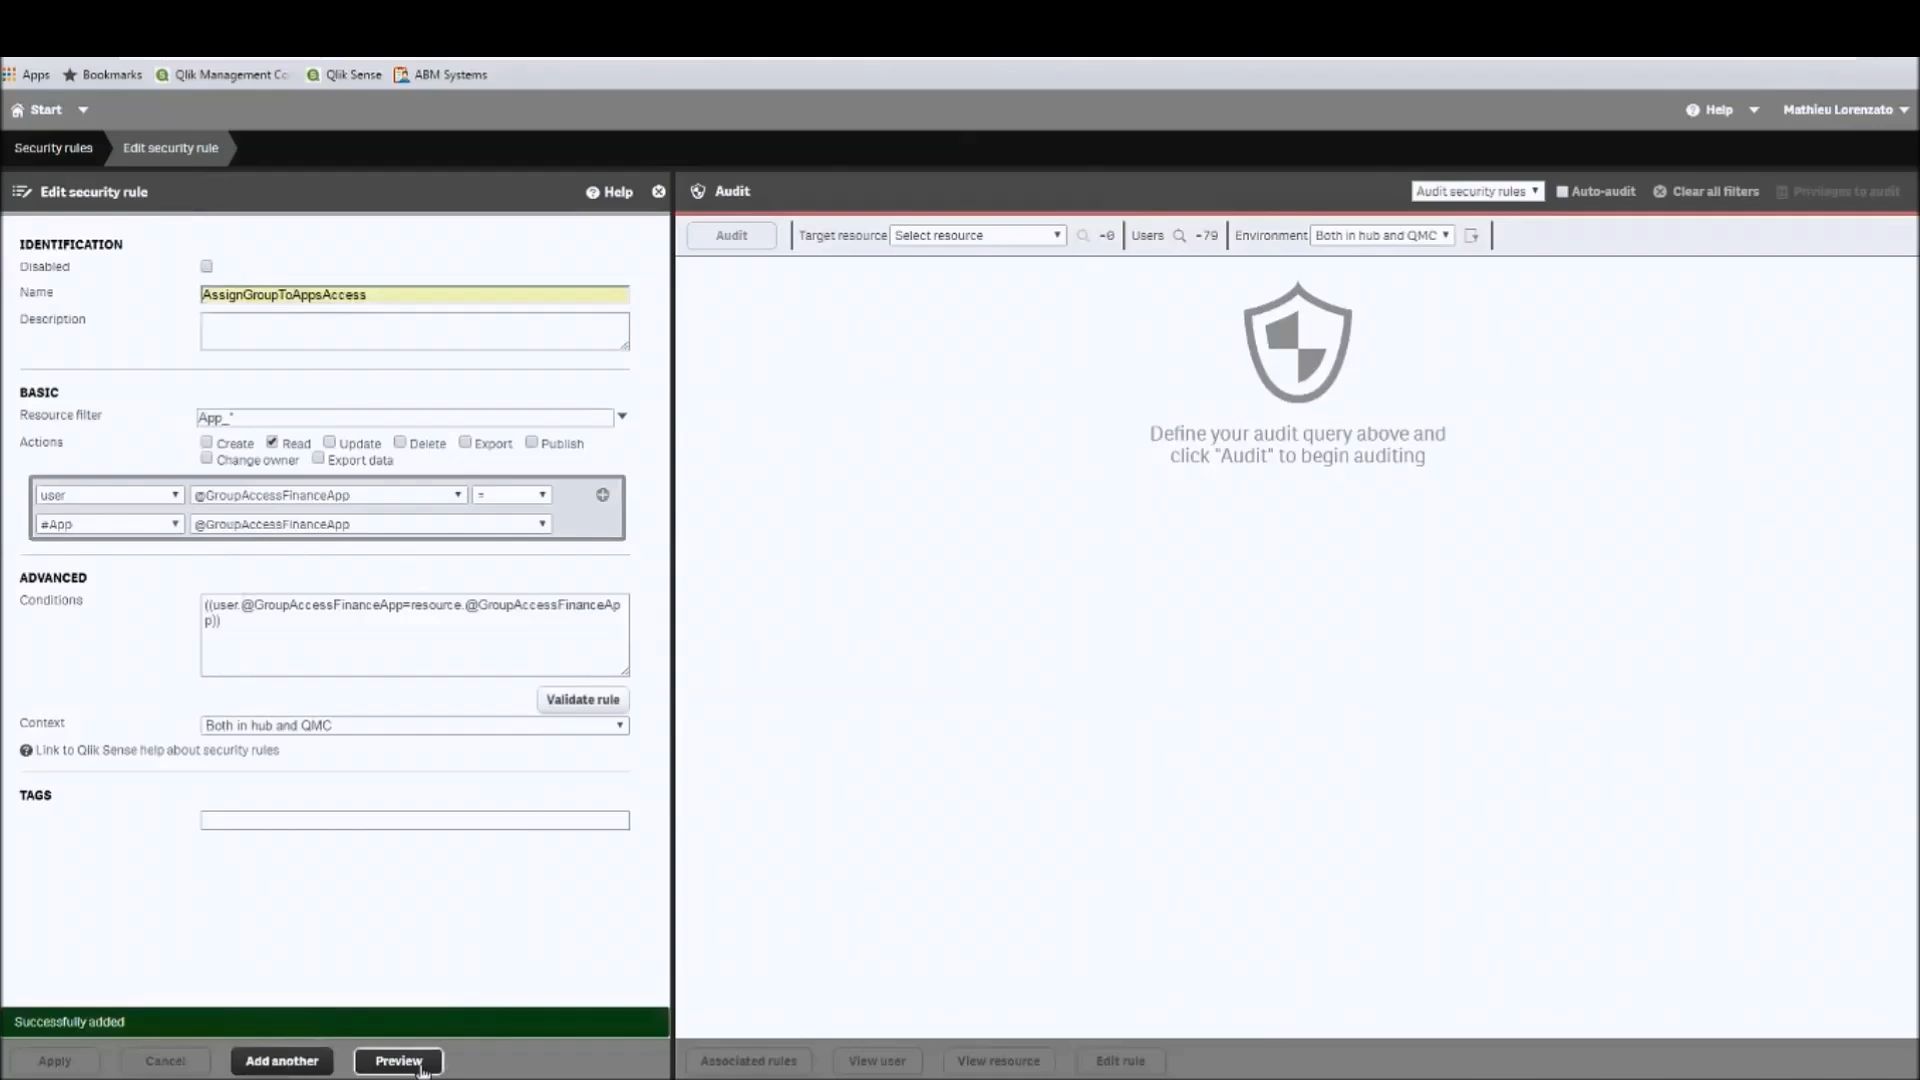 Apps Bookmarks Qlik Management Co Qlik Sense ABM Systems
Start Help Mathieu Lorenzato
Security rules Edit security rule
Edit security rule Help
Audit Audit security rules Auto-audit Clear all filters Privileges to audit
Audit Target resource Select resource -0 Users -79 Environment Both in hub and QMC
IDENTIFICATION
Disabled
Name AssignGroupToAppsAccess
Description
BASIC
Resource filter App_*
Actions Create Read Update Delete Export Publish
Change owner Export data
user @GroupAccessFinanceApp =
#App @GroupAccessFinanceApp
ADVANCED
Conditions ((user.@GroupAccessFinanceApp=resource.@GroupAccessFinanceAp
p))
Validate rule
Context Both in hub and QMC
Link to Qlik Sense help about security rules
TAGS
Define your audit query above and
click "Audit" to begin auditing
Successfully added
Apply Cancel Add another Preview
Associated rules View user View resource Edit rule